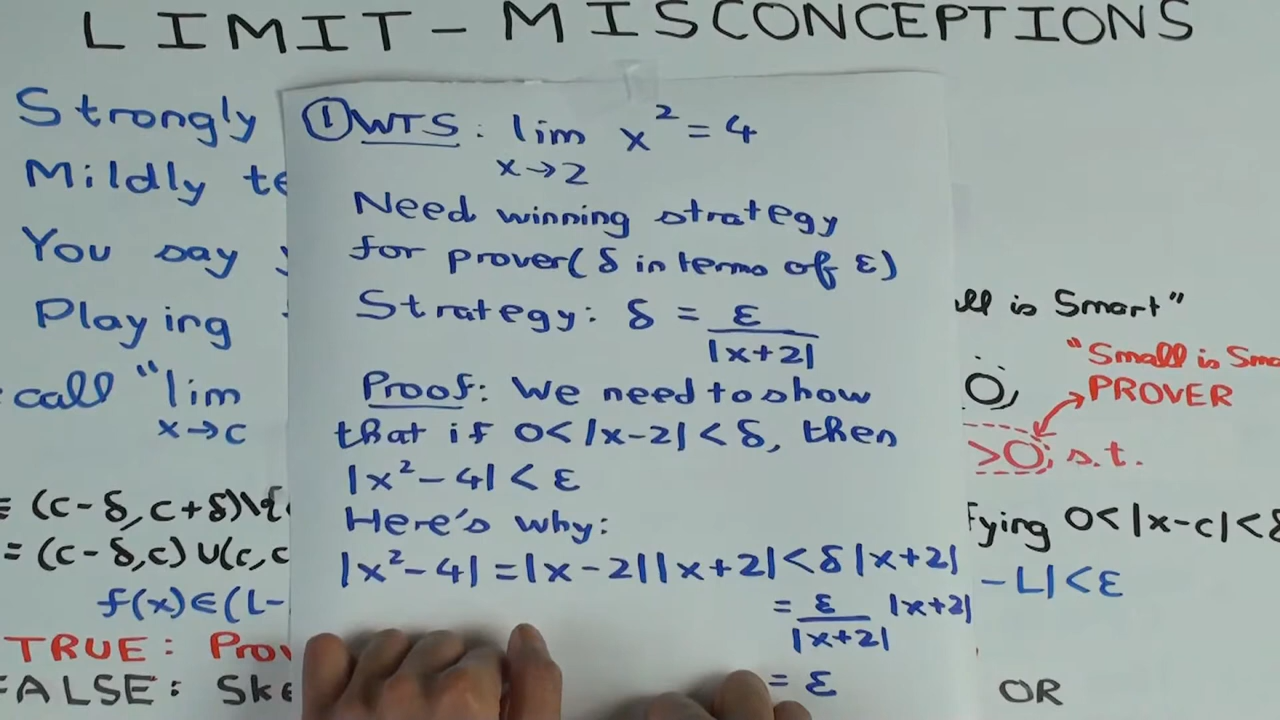 LIMIT - MISCONCEPTIONS
Strongly
Mildly te
You say
Playing
call "lim
x→c
= (c-δ, c+δ)\{
= (c-δ,c)∪(c,c
f(x)∈(L-
TRUE: Prov
FALSE: Ske
① WTS: lim x² = 4
x→2
Need winning strategy
for prover(δ in terms of ε)
Strategy: δ = ε
|x+2|
Proof: We need to show
that if 0<|x-2|<δ, then
|x²-4|<ε
Here's why:
|x²-4|=|x-2||x+2|<δ|x+2|
= ε |x+2|
|x+2|
= ε
ll is Smart"
"Small is Sma
PROVER
0,
>0, s.t.
fying 0<|x-c|<δ
-L|<ε
OR